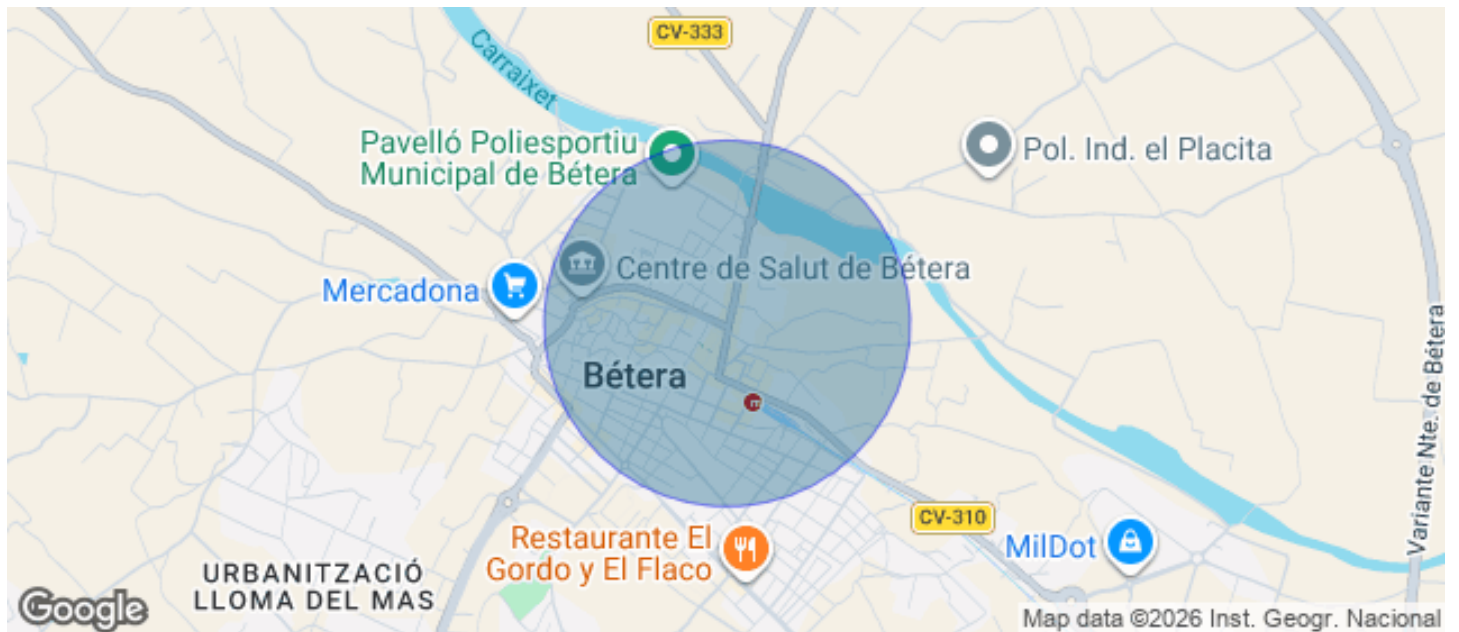 CV-333
Carraixet
Pavelló Poliesportiu
Municipal de Bétera
Pol. Ind. el Placita
Centre de Salut de Bétera
Mercadona
Bétera
Variante Nte. de Bétera
CV-310
Restaurante El
Gordo y El Flaco
MilDot
URBANITZACIÓ
LLOMA DEL MAS
Google
Map data ©2026 Inst. Geogr. Nacional